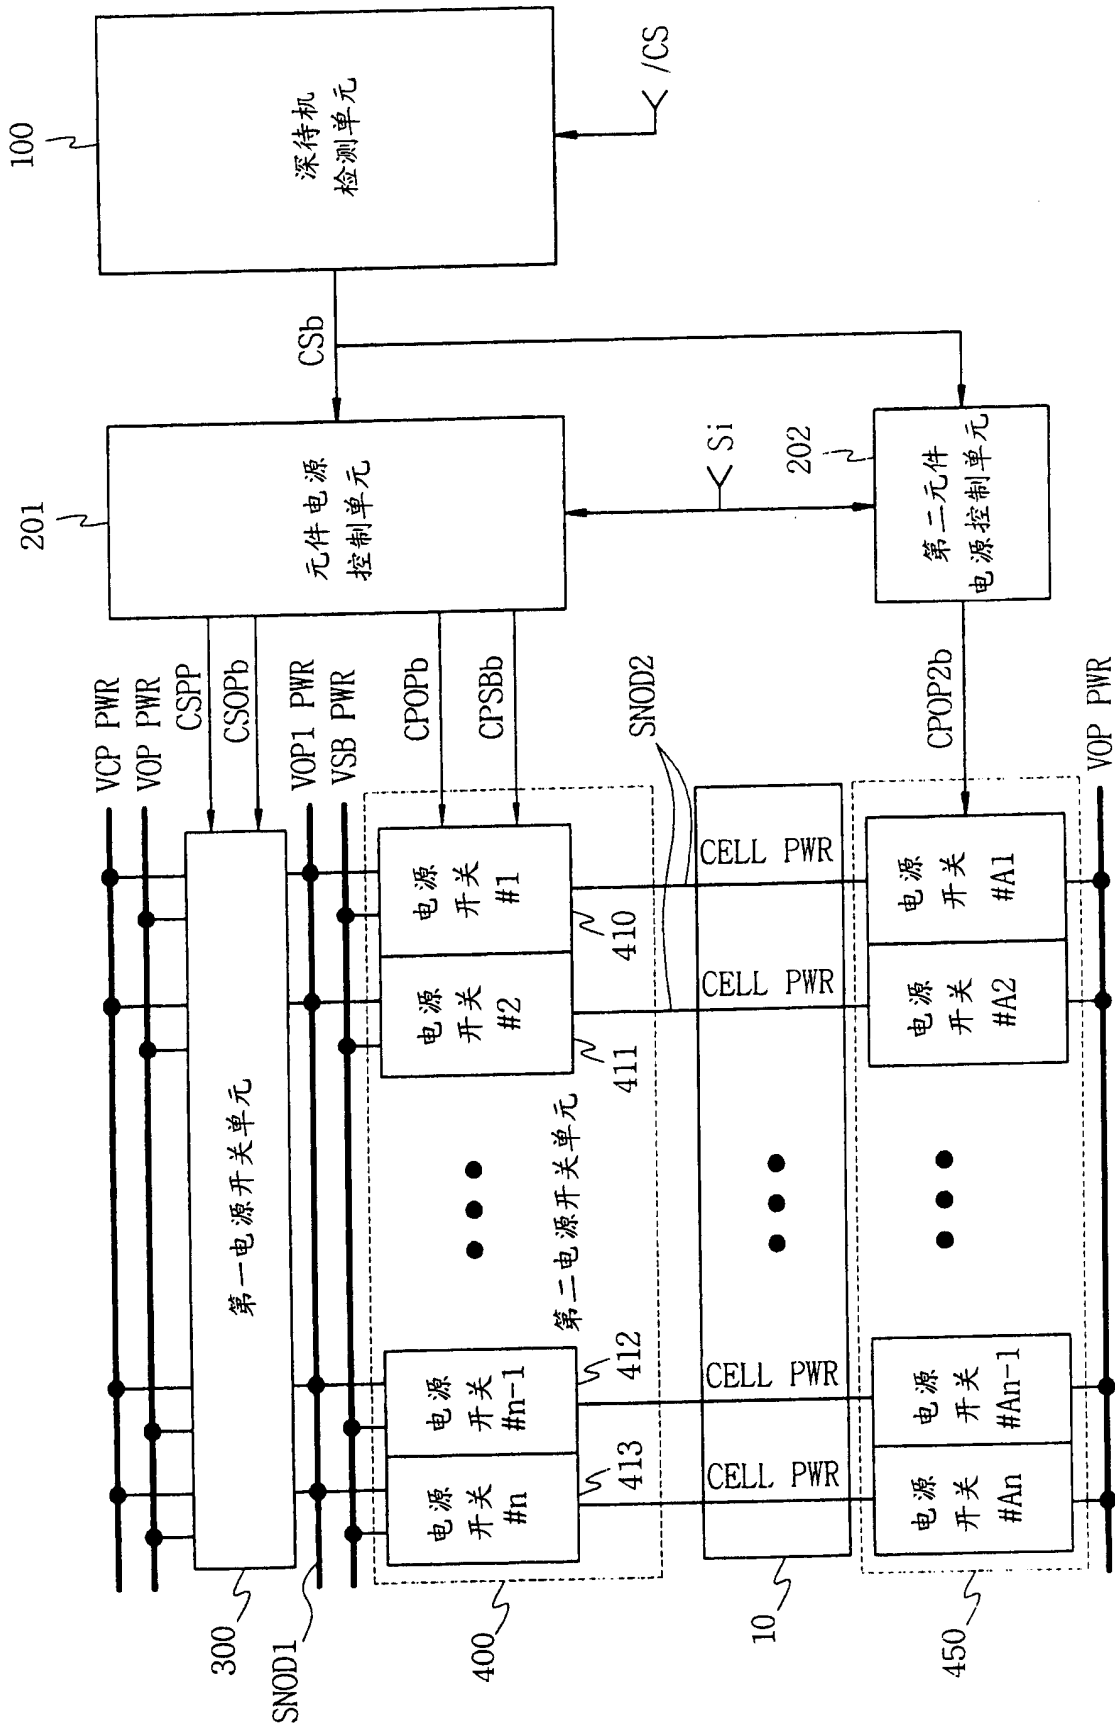 100
深待机
检测单元
/CS
CSb
201
元件电源
控制单元
Si
202
第二元件
电源控制单元
VCP PWR
VOP PWR
CSPP
CSOPb
VOP1 PWR
VSB PWR
CPOPb
CPSBb
SNOD2
CPOP2b
VOP PWR
第一电源开关单元
300
SNOD1
电源
开关
#1
410
电源
开关
#2
411
第二电源开关单元
电源
开关
#n-1
412
电源
开关
#n
413
400
CELL PWR
CELL PWR
CELL PWR
CELL PWR
10
电源
开关
#A1
电源
开关
#A2
电源
开关
#An-1
电源
开关
#An
450